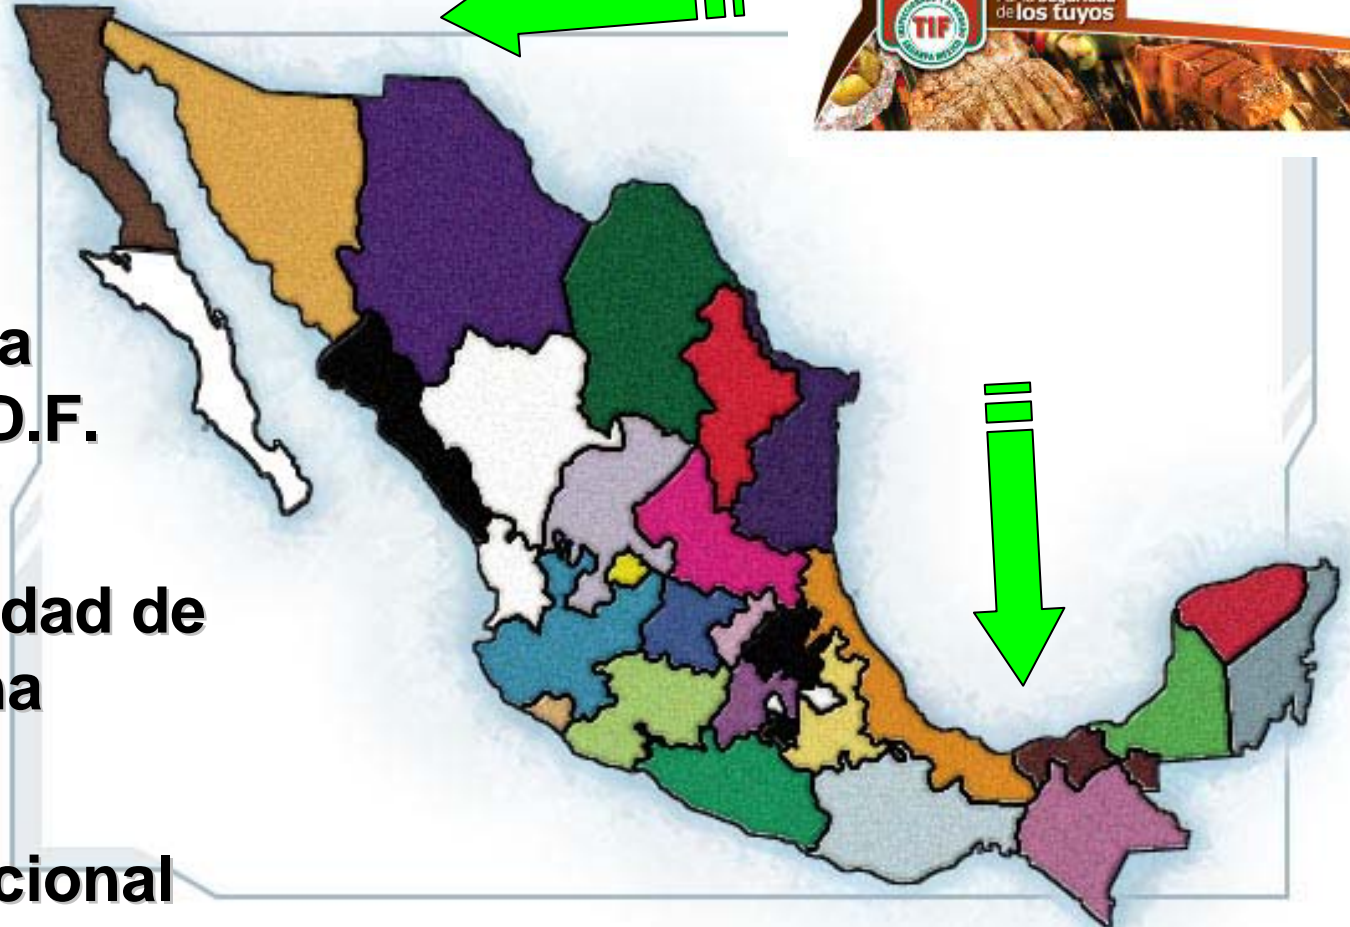 de los tuyos
TIF
a
D.F.
dad de
na
cional